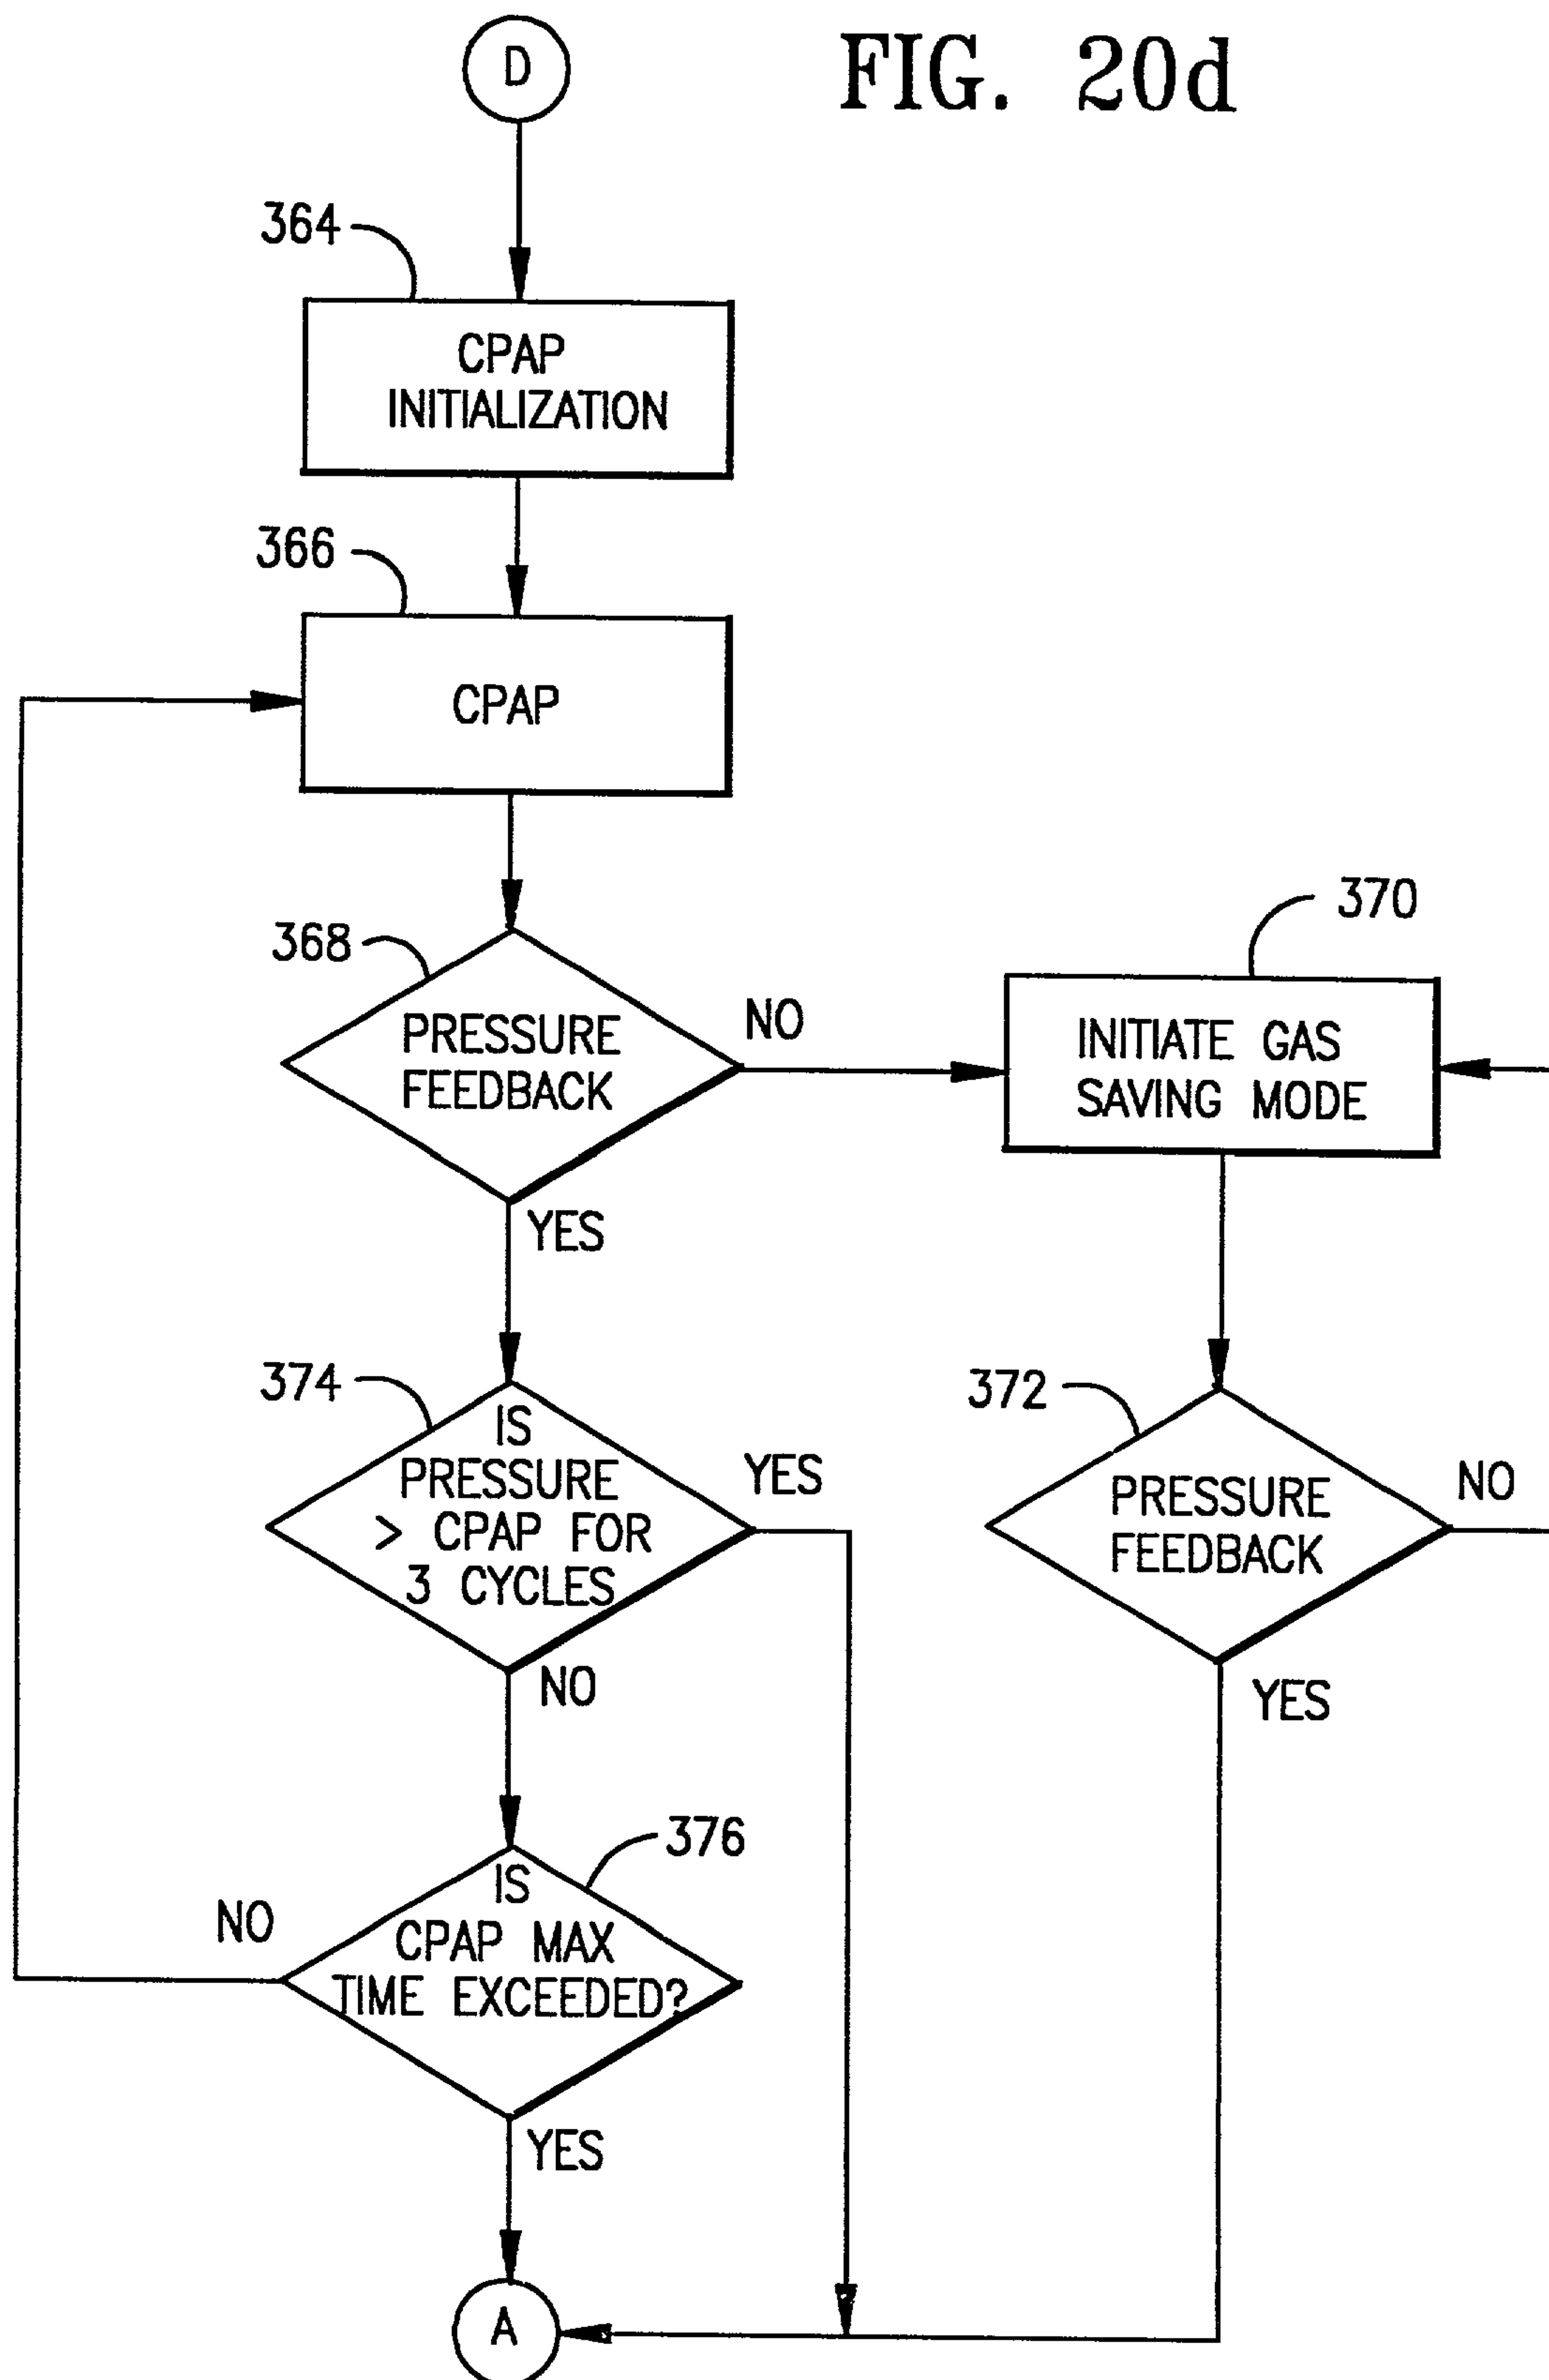 D
FIG. 20d
364
CPAP
INITIALIZATION
366
CPAP
368
PRESSURE
FEEDBACK
NO
370
INITIATE GAS
SAVING MODE
YES
374
IS
PRESSURE
> CPAP FOR
3 CYCLES
YES
NO
372
PRESSURE
FEEDBACK
NO
YES
376
IS
CPAP MAX
TIME EXCEEDED?
NO
YES
A